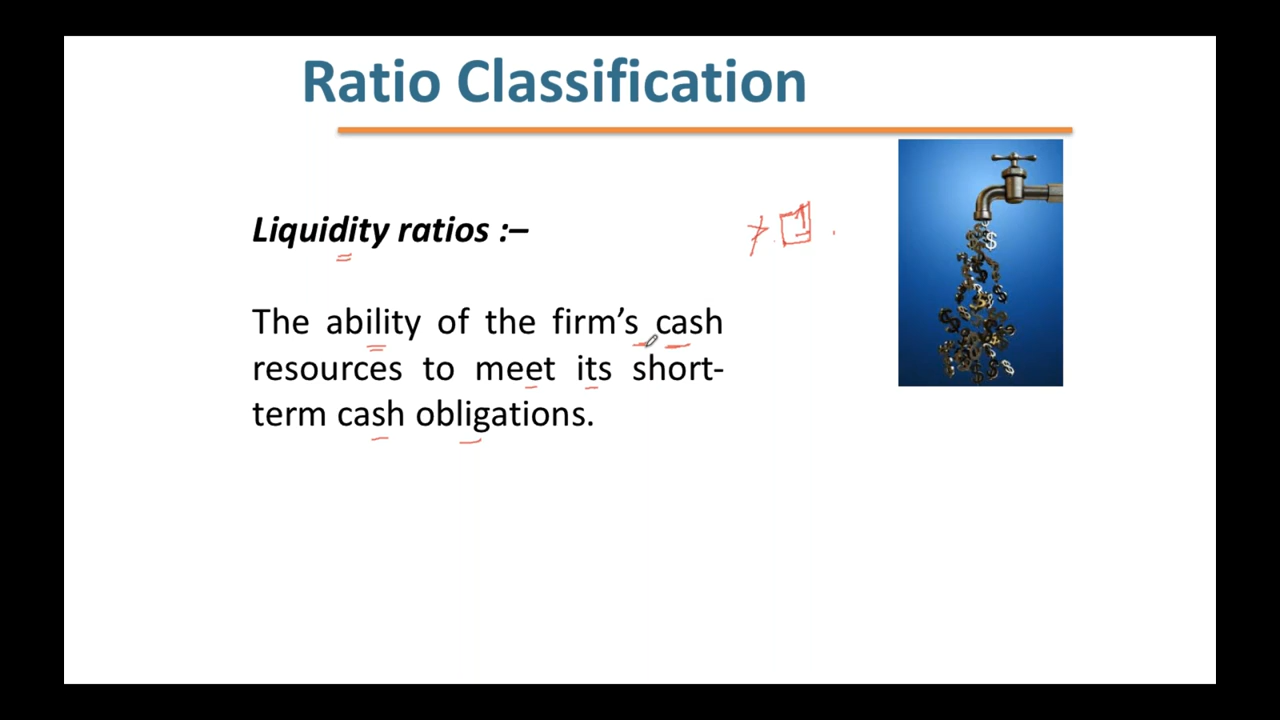 Ratio Classification
Liquidity ratios :–
The ability of the firm’s cash
resources to meet its short-
term cash obligations.